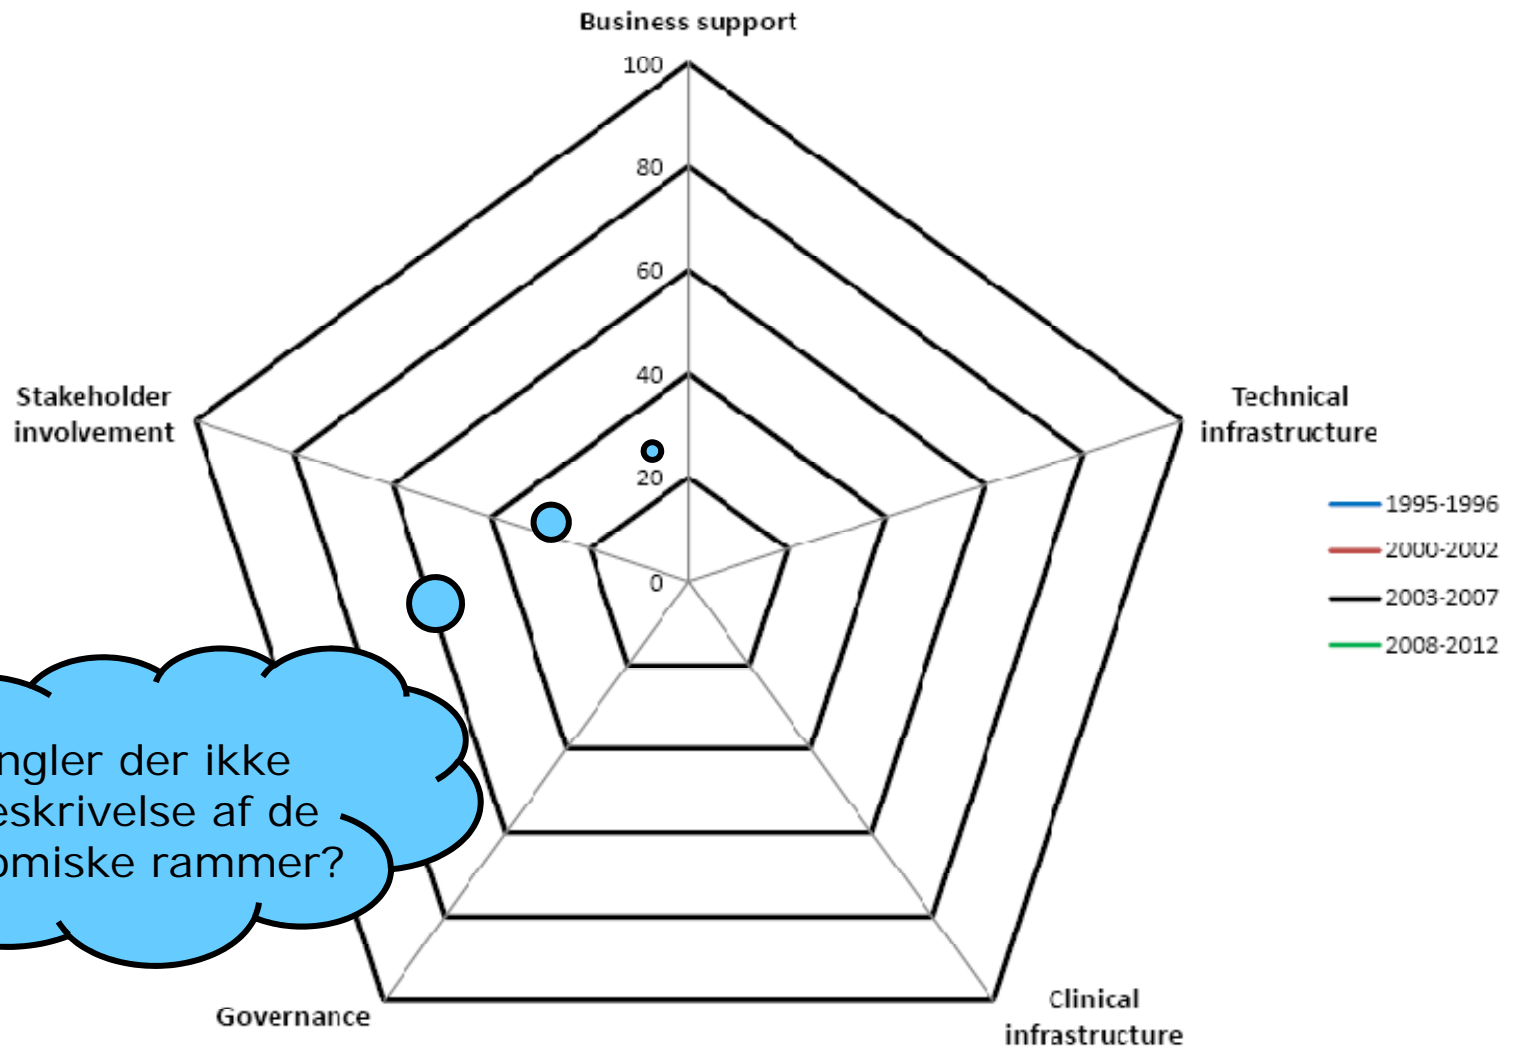 Business support
100
80
60
40
20
0
Stakeholder
involvement
Technical
infrastructure
1995-1996
2000-2002
2003-2007
2008-2012
ngler der ikke
eskrivelse af de
omiske rammer?
Governance
Clinical
infrastructure